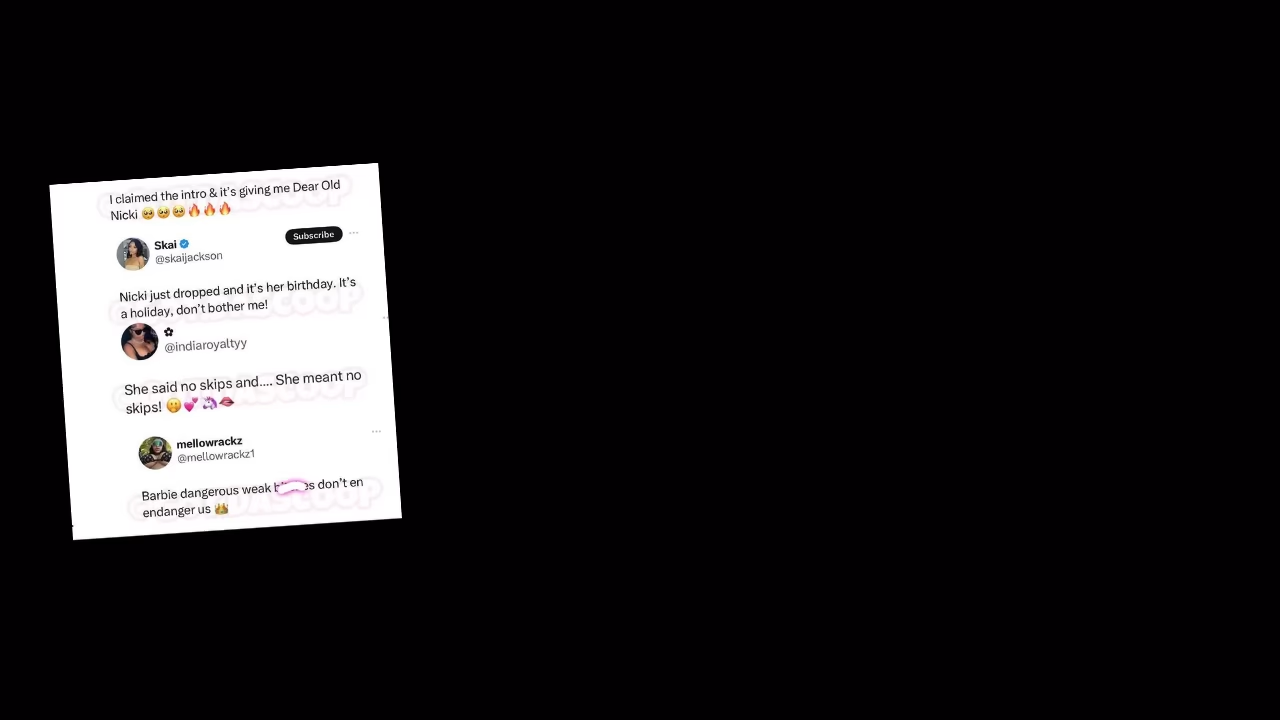 I claimed the intro & it's giving me Dear Old
Nicki 🥹🥹🥹🔥🔥🔥
Skai
@skaijackson
Subscribe
Nicki just dropped and it's her birthday. It's
a holiday, don't bother me!
@indiaroyaltyy
She said no skips and.... She meant no
skips! 🫢💕🦄🫦
mellowrackz
@mellowrackz1
Barbie dangerous weak don't en
endanger us 👑